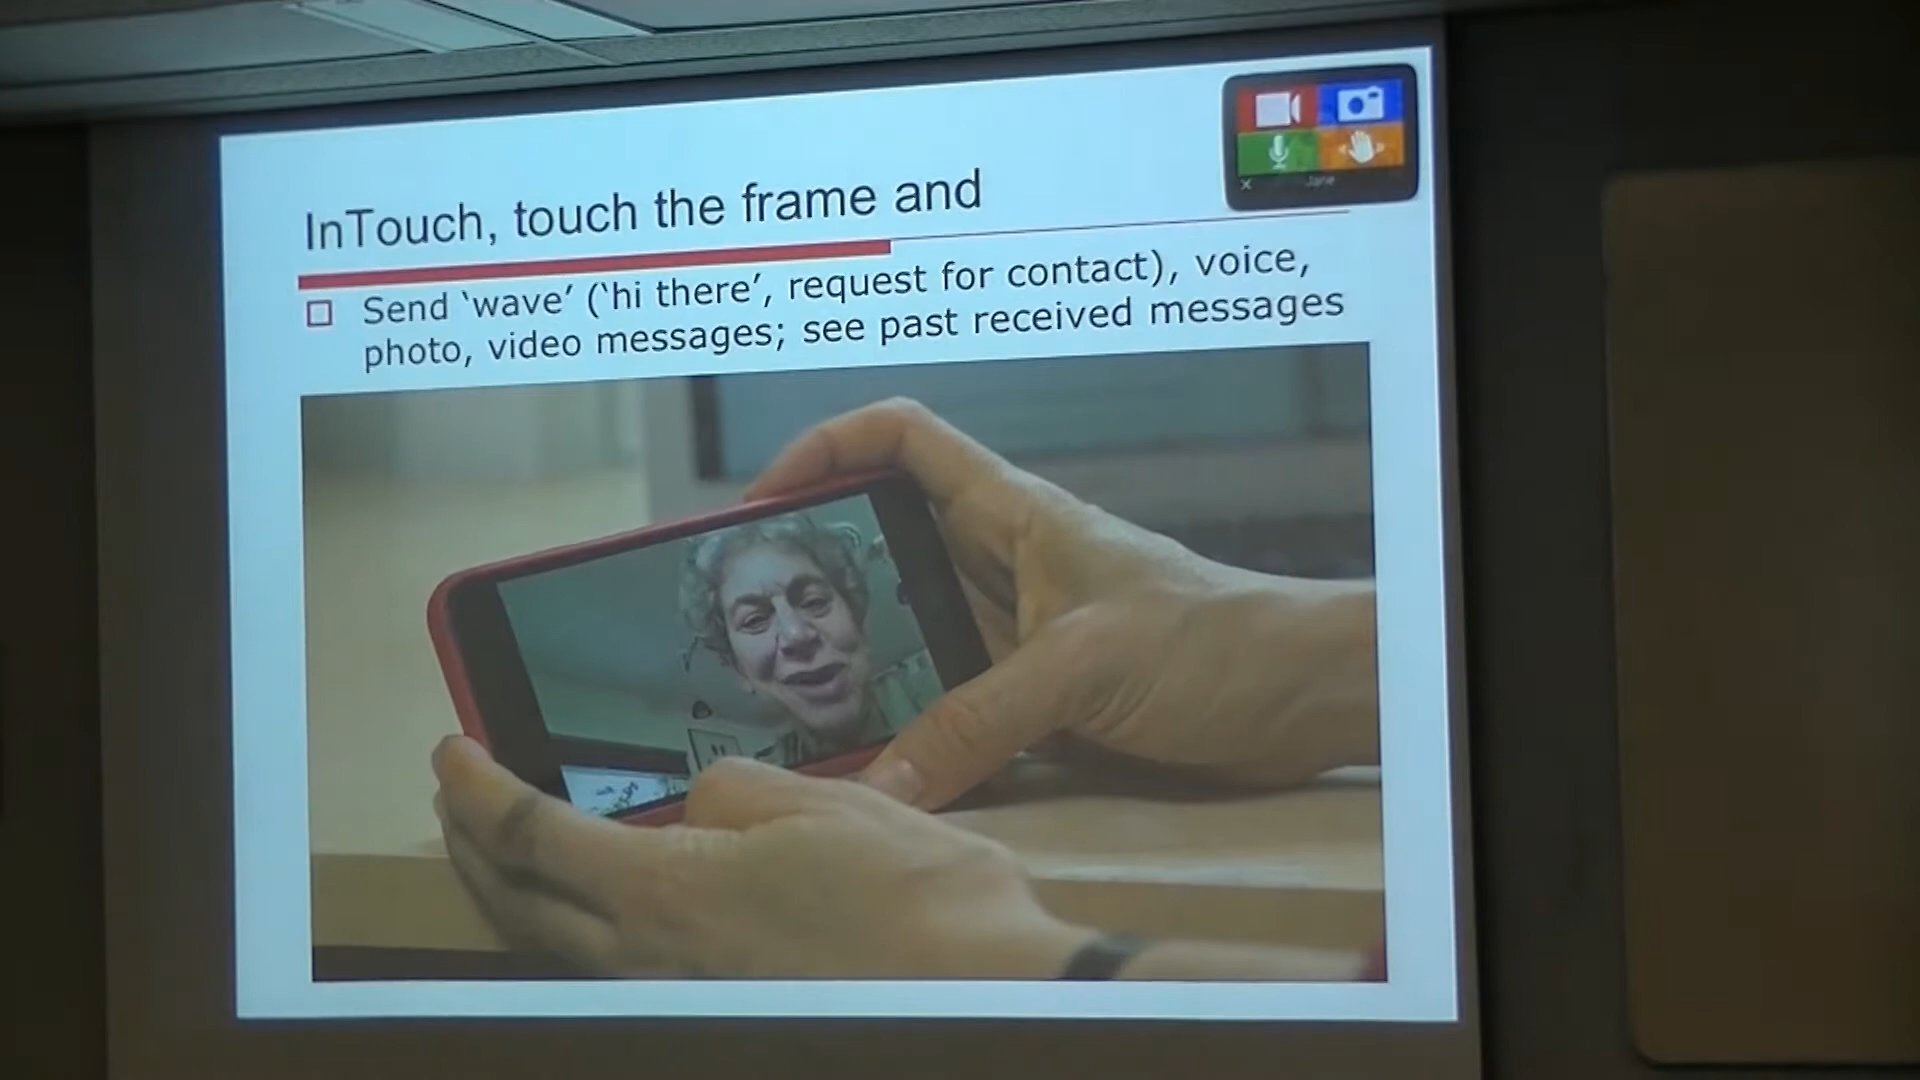 InTouch, touch the frame and
Send ‘wave’ (‘hi there’, request for contact), voice,
photo, video messages; see past received messages
Jane